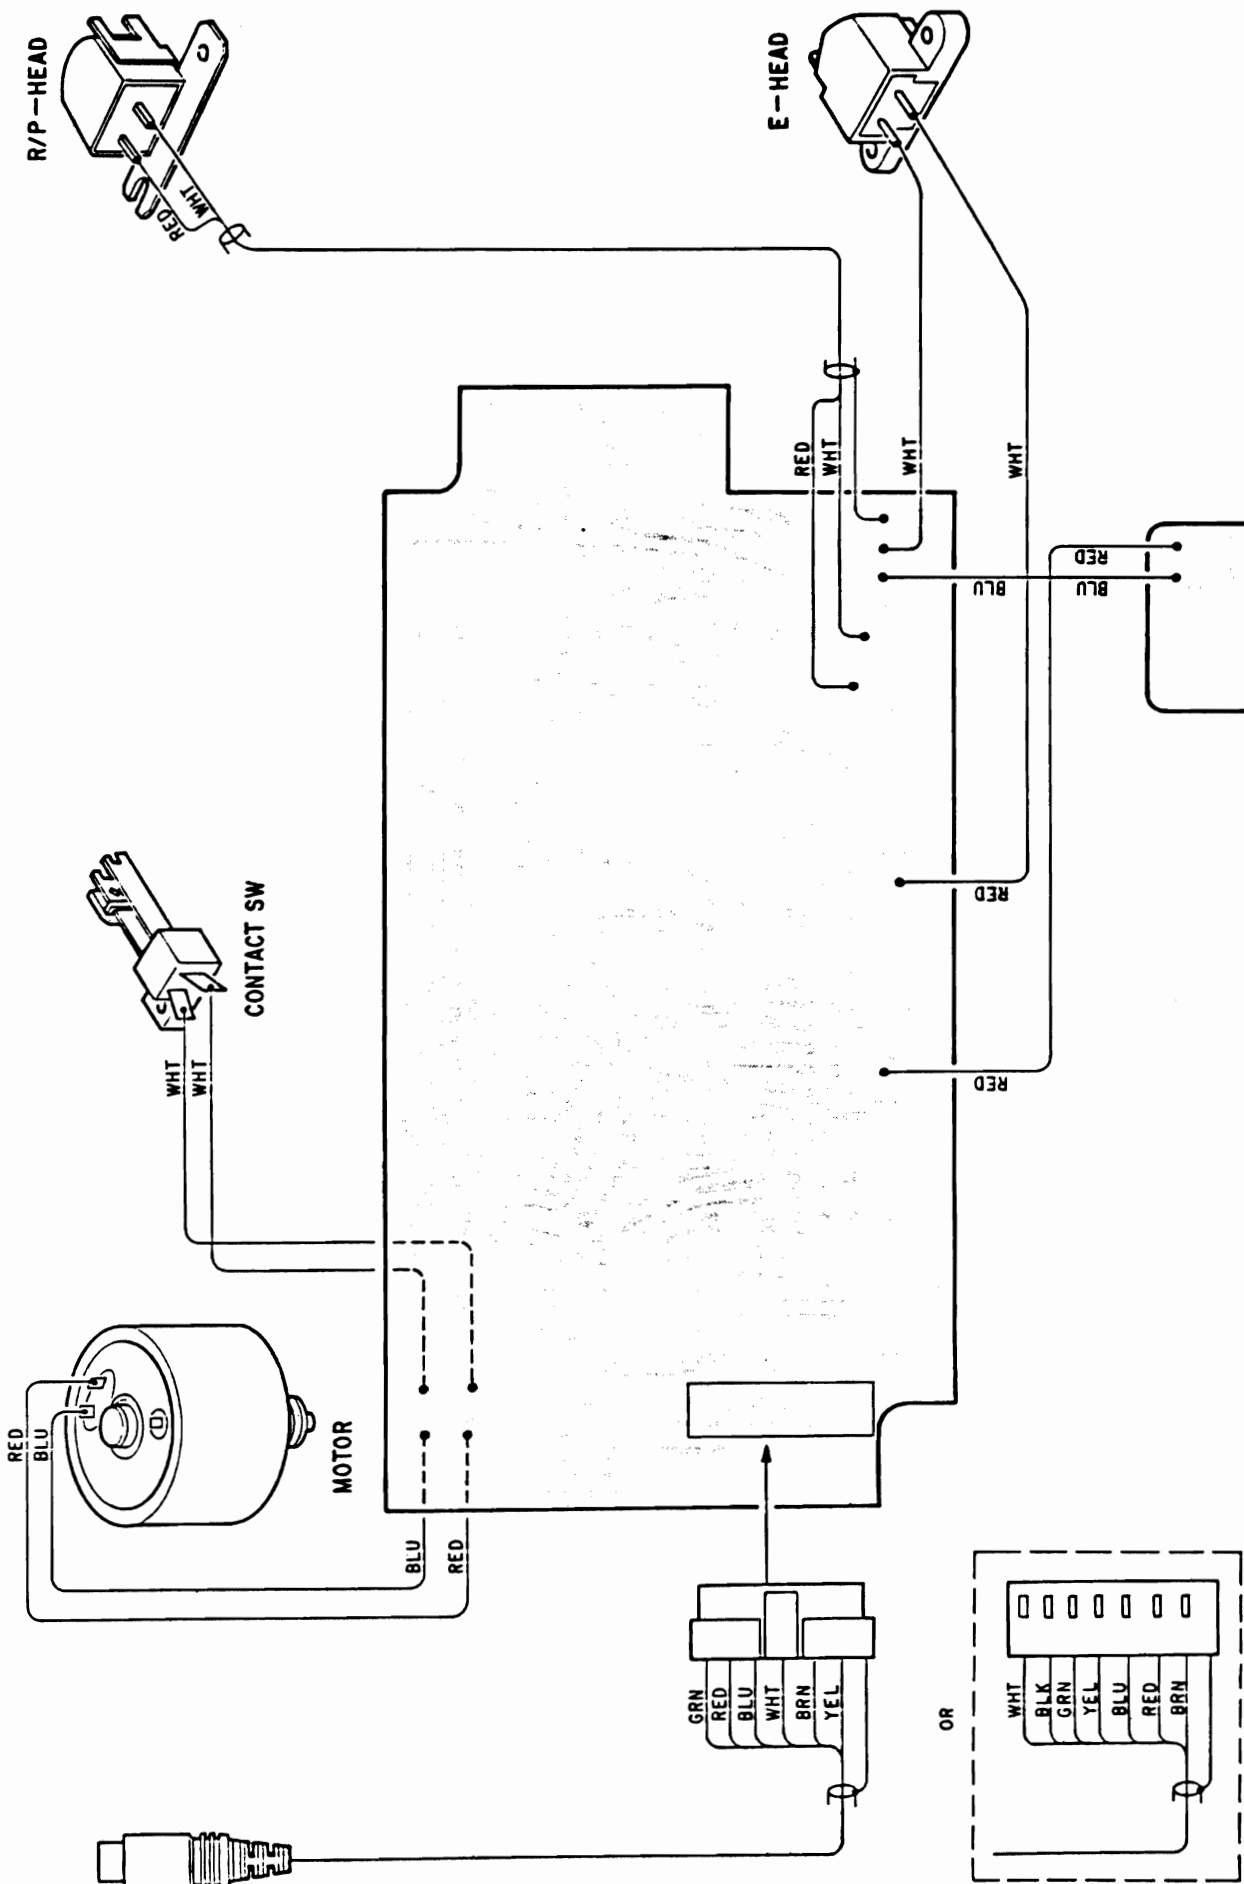 R/P-HEAD
RED
WHT
E-HEAD
RED
WHT
WHT
WHT
RED
BLU
BLU
RED
RED
CONTACT SW
WHT
WHT
RED
BLU
MOTOR
BLU
RED
GRN
RED
BLU
WHT
BRN
YEL
OR
WHT
BLK
GRN
YEL
BLU
RED
BRN